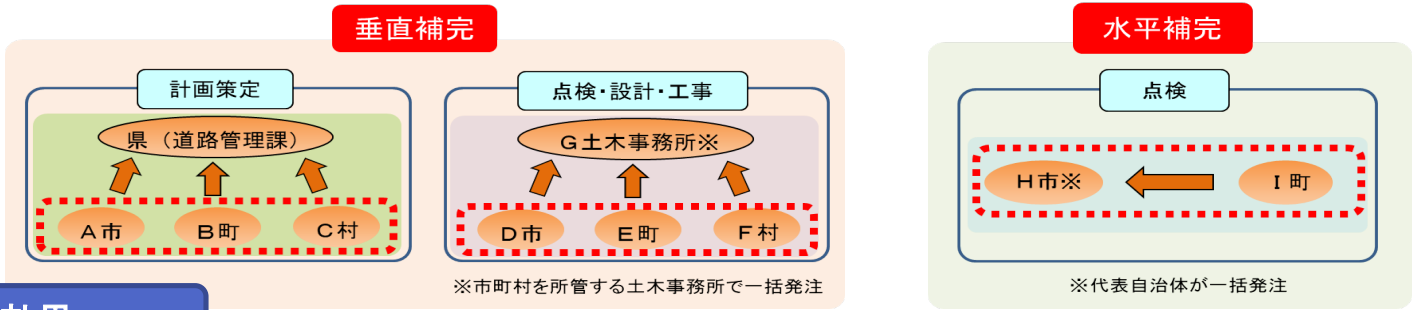 垂直補完
計画策定
県（道路管理課）
A市
B町
C村
点検・設計・工事
G土木事務所※
D市
E町
F村
※市町村を所管する土木事務所で一括発注
水平補完
点検
H市※
I町
※代表自治体が一括発注